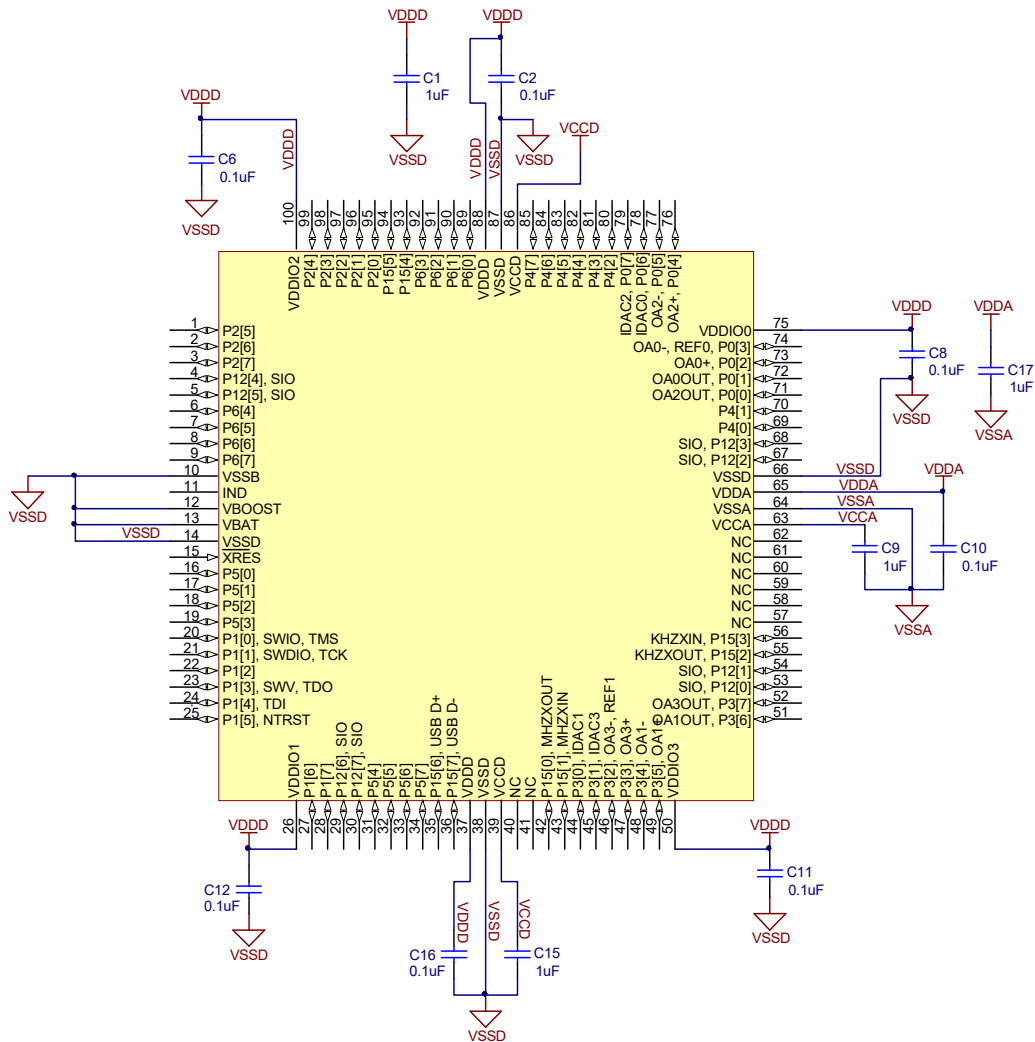 VDDD
C1
1uF
VSSD
VDDD
C2
0.1uF
VSSD
VCCD
VDDD
VSSD
VDDD
C6
0.1uF
VSSD
VDDD
100
99
98
97
96
95
94
93
92
91
90
89
88
87
86
85
84
83
82
81
80
79
78
77
76
VDDIO2
P2[4]
P2[3]
P2[2]
P2[1]
P2[0]
P15[5]
P15[4]
P6[3]
P6[2]
P6[1]
P6[0]
VDDD
VSSD
VCCD
P4[7]
P4[6]
P4[5]
P4[4]
P4[3]
P4[2]
IDAC2, P0[7]
IDAC0, P0[6]
OA2-, P0[5]
OA2+, P0[4]
1 P2[5]
2 P2[6]
3 P2[7]
4 P12[4], SIO
5 P12[5], SIO
6 P6[4]
7 P6[5]
8 P6[6]
9 P6[7]
10 VSSB
11 IND
12 VBOOST
13 VBAT
VSSD 14 VSSD
15 XRES
16 P5[0]
17 P5[1]
18 P5[2]
19 P5[3]
20 P1[0], SWIO, TMS
21 P1[1], SWDIO, TCK
22 P1[2]
23 P1[3], SWV, TDO
24 P1[4], TDI
25 P1[5], NTRST
VSSD
VDDIO0 75
OA0-, REF0, P0[3] 74
OA0+, P0[2] 73
OA0OUT, P0[1] 72
OA2OUT, P0[0] 71
P4[1] 70
P4[0] 69
SIO, P12[3] 68
SIO, P12[2] 67
VSSD 66 VSSD
VDDA 65 VDDA
VSSA 64 VSSA
VCCA 63 VCCA
NC 62
NC 61
NC 60
NC 59
NC 58
NC 57
KHZXIN, P15[3] 56
KHZXOUT, P15[2] 55
SIO, P12[1] 54
SIO, P12[0] 53
OA3OUT, P3[7] 52
OA1OUT, P3[6] 51
VDDD
C8
0.1uF
VSSD
VDDA
C17
1uF
VSSA
VDDA
C9
1uF
C10
0.1uF
VSSA
VDDIO1
P1[6]
P1[7]
P12[6], SIO
P12[7], SIO
P5[4]
P5[5]
P5[6]
P5[7]
P15[6], USB D+
P15[7], USB D-
VDDD
VSSD
VCCD
NC
NC
P15[0], MHZXOUT
P15[1], MHZXIN
P3[0], IDAC1
P3[1], IDAC3
P3[2], OA3-, REF1
P3[3], OA3+
P3[4], OA1-
P3[5], OA1+
VDDIO3
26
27
28
29
30
31
32
33
34
35
36
37
38
39
40
41
42
43
44
45
46
47
48
49
50
VDDD
C12
0.1uF
VSSD
VDDD
VSSD
VCCD
C16
0.1uF
C15
1uF
VSSD
VDDD
C11
0.1uF
VSSD